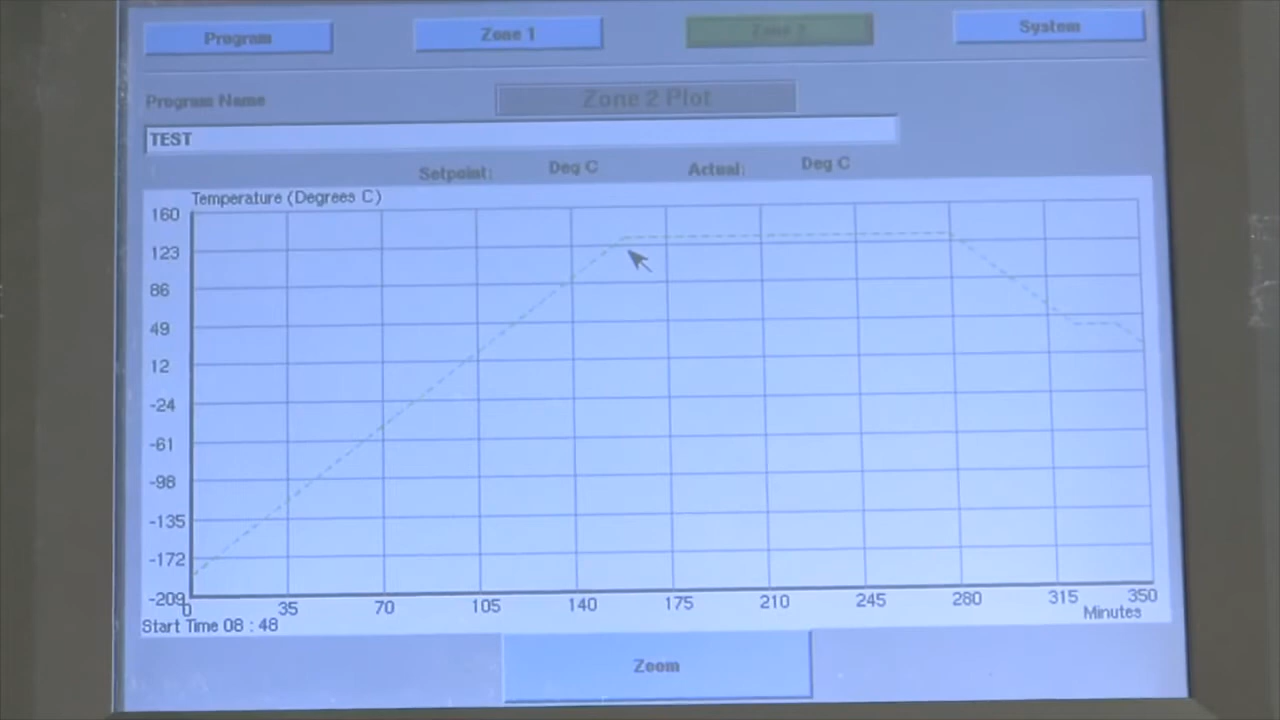 Program Zone 1 Zone 2 System
Program Name Zone 2 Plot
TEST
Setpoint: Deg C Actual: Deg C
Temperature (Degrees C)
160
123
86
49
12
-24
-61
-98
-135
-172
-209
0 35 70 105 140 175 210 245 280 315 350
Minutes
Start Time 08 : 48
Zoom